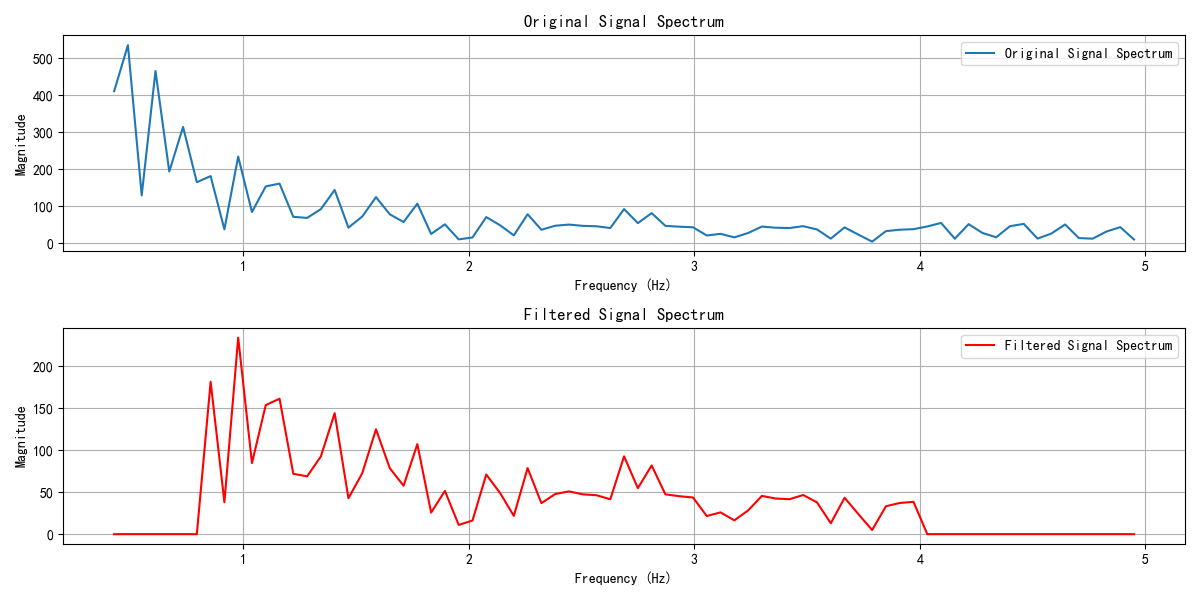 Original Signal Spectrum
Original Signal Spectrum
500
400
300
200
100
0
Magnitude
1 2 3 4 5
Frequency (Hz)
Filtered Signal Spectrum
Filtered Signal Spectrum
200
150
100
50
0
Magnitude
1 2 3 4 5
Frequency (Hz)